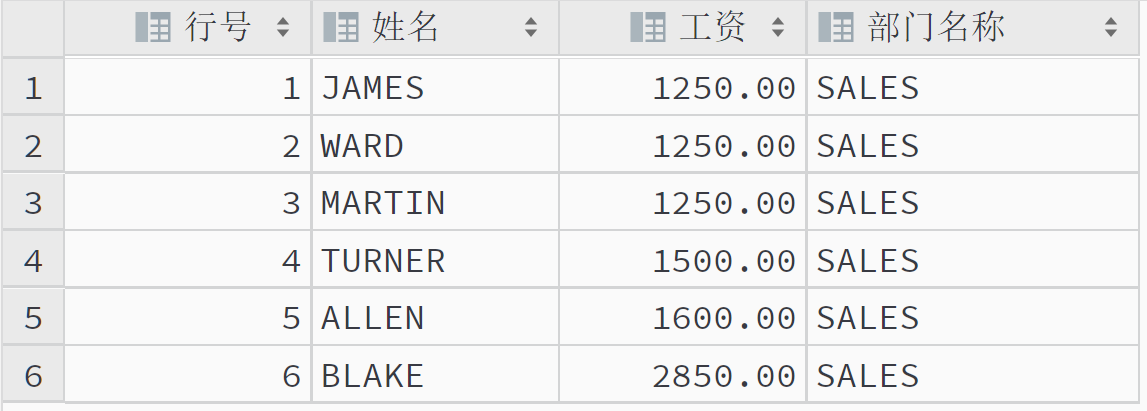 行号 姓名 工资 部门名称
1 1 JAMES 1250.00 SALES
2 2 WARD 1250.00 SALES
3 3 MARTIN 1250.00 SALES
4 4 TURNER 1500.00 SALES
5 5 ALLEN 1600.00 SALES
6 6 BLAKE 2850.00 SALES